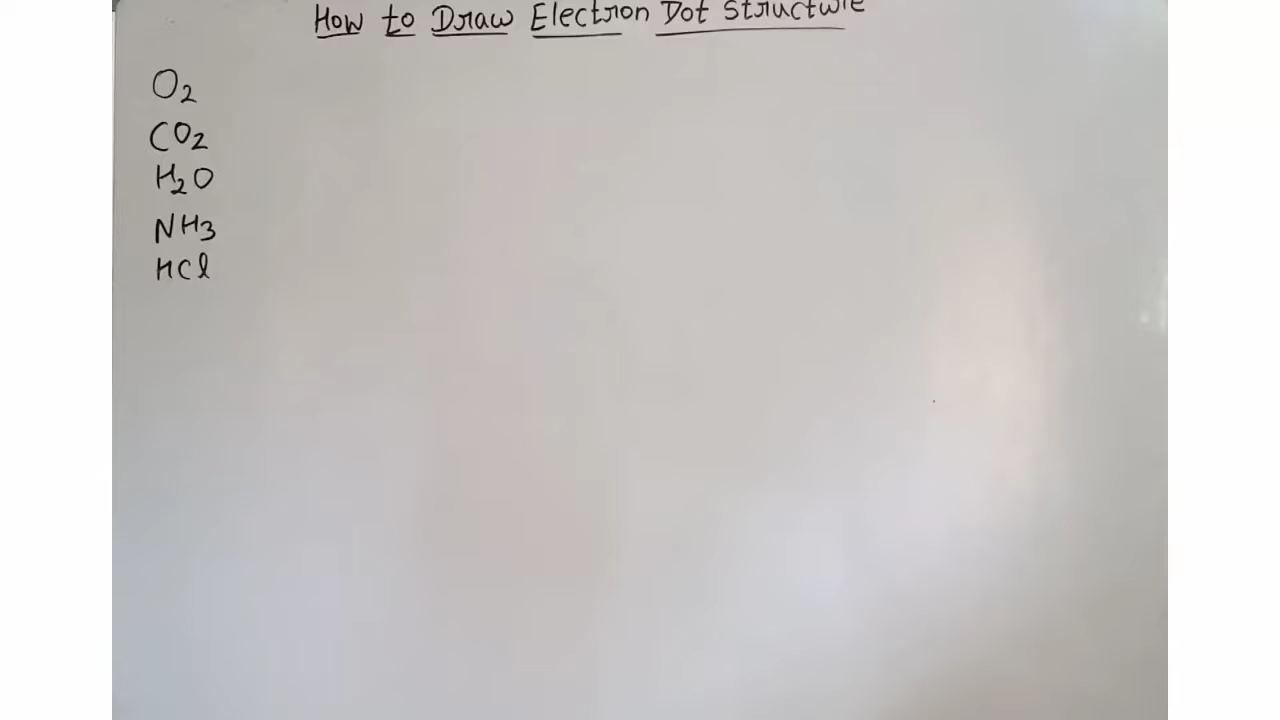 How to Draw Electron Dot Structure
O2
CO2
H2O
NH3
HCl